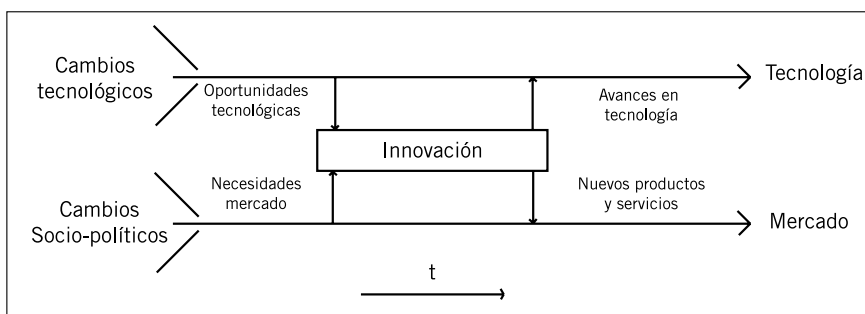 Cambios
tecnológicos
Oportunidades
tecnológicas
Avances en
tecnología
Tecnología
Innovación
Necesidades
mercado
Nuevos productos
y servicios
Cambios
Socio-políticos
Mercado
t